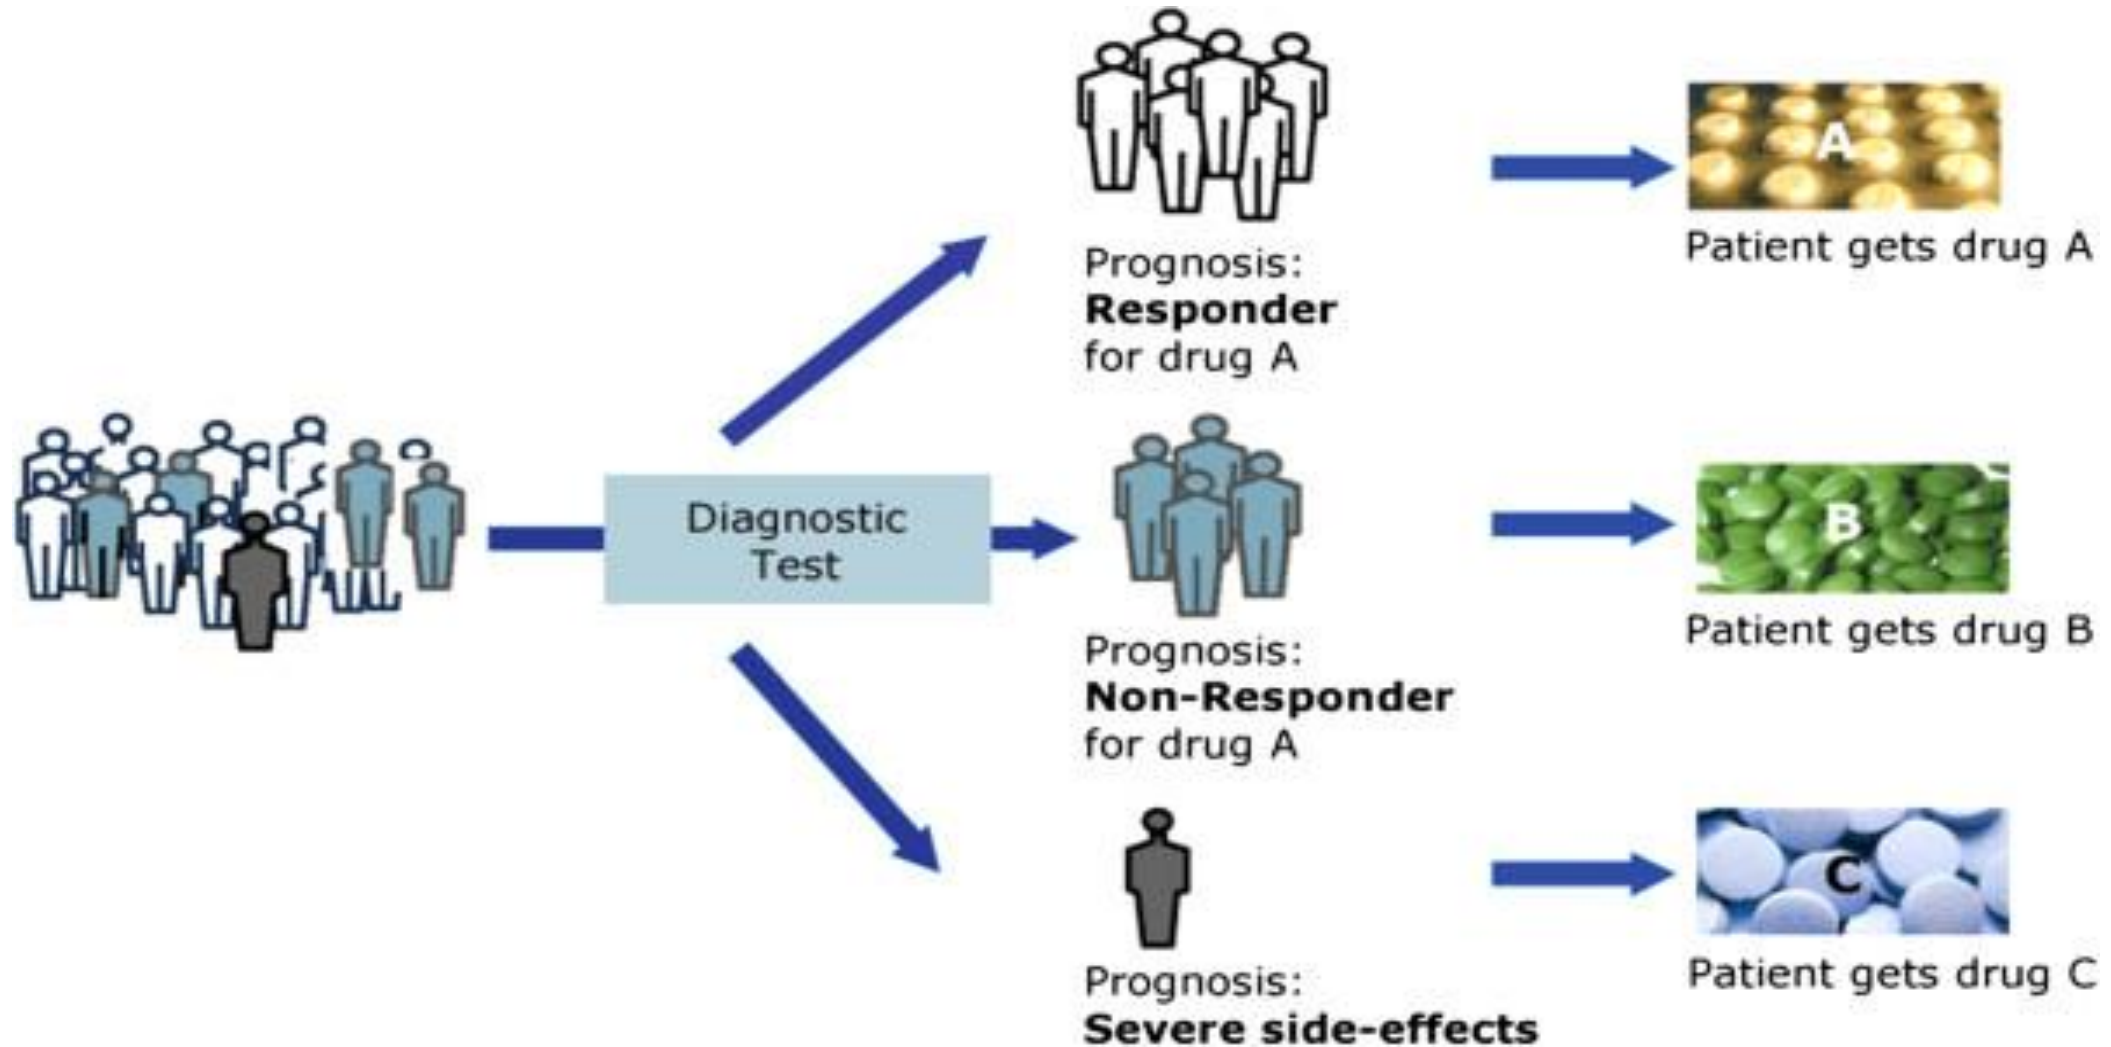 Diagnostic
Test
Prognosis:
Responder
for drug A
A
Patient gets drug A
Prognosis:
Non-Responder
for drug A
B
Patient gets drug B
Prognosis:
Severe side-effects
C
Patient gets drug C